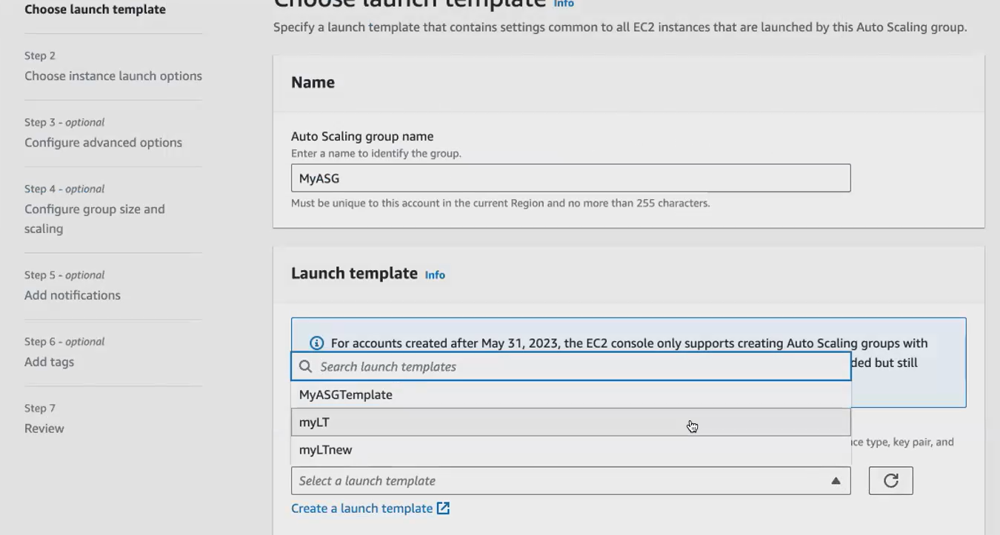 Choose launch template
Step 2
Choose instance launch options
Step 3 - optional
Configure advanced options
Step 4 - optional
Configure group size and
scaling
Step 5 - optional
Add notifications
Step 6 - optional
Add tags
Step 7
Review
Choose launch template Info
Specify a launch template that contains settings common to all EC2 instances that are launched by this Auto Scaling group.
Name
Auto Scaling group name
Enter a name to identify the group.
MyASG
Must be unique to this account in the current Region and no more than 255 characters.
Launch template Info
For accounts created after May 31, 2023, the EC2 console only supports creating Auto Scaling groups with
ded but still
Search launch templates
MyASGTemplate
myLT
myLTnew
ce type, key pair, and
Select a launch template
Create a launch template